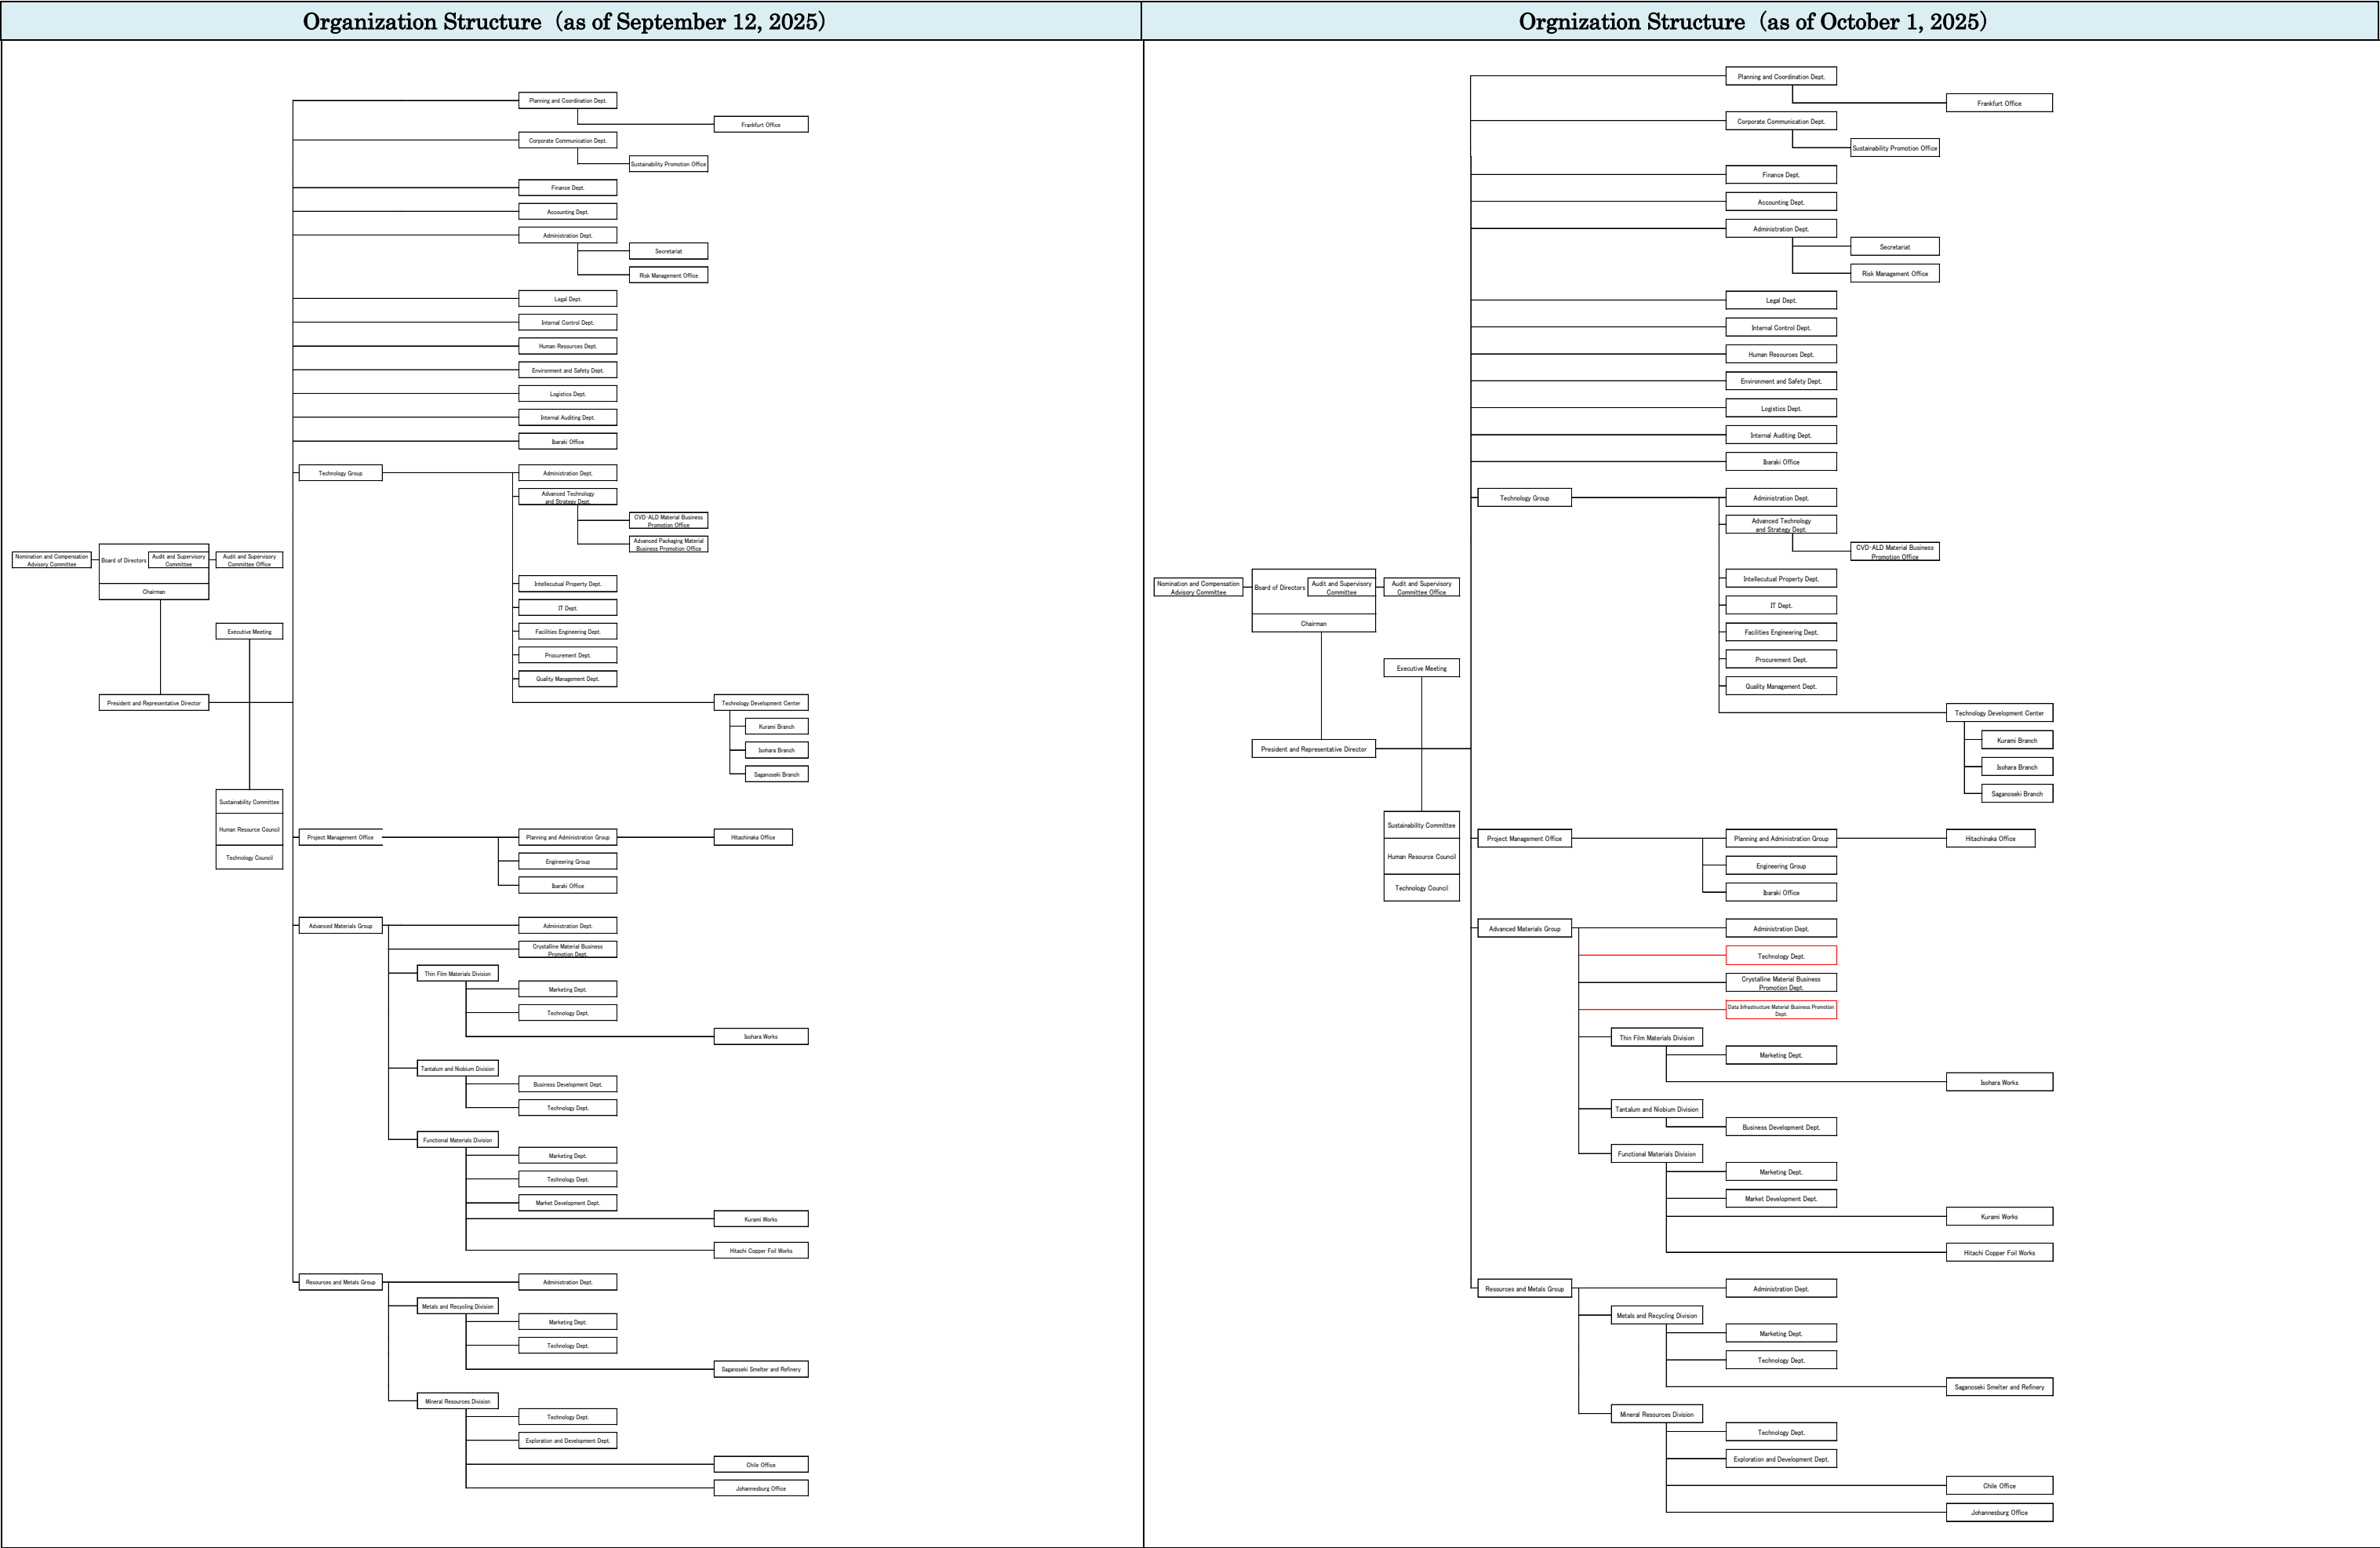 Organization Structure (as of September 12, 2025)
Planning and Coordination Dept.
Frankfurt Office
Corporate Communication Dept.
Sustainability Promotion Office
Finance Dept.
Accounting Dept.
Administration Dept.
Secretariat
Risk Management Office
Legal Dept.
Internal Control Dept.
Human Resources Dept.
Environment and Safety Dept.
Logistics Dept.
Internal Auditing Dept.
Ibaraki Office
Technology Group
Administration Dept.
Advanced Technology
and Strategy Dept.
CVD･ALD Material Business
Promotion Office
Advanced Packaging Material
Business Promotion Office
Nomination and Compensation
Advisory Committee
Board of Directors
Audit and Supervisory
Committee
Audit and Supervisory
Committee Office
Chairman
Intellecutual Property Dept.
IT Dept.
Executive Meeting
Facilities Engineering Dept.
Procurement Dept.
Quality Management Dept.
President and Representative Director
Technology Development Center
Kurami Branch
Isohara Branch
Saganoseki Branch
Sustainability Committee
Human Resource Council
Technology Council
Project Management Office
Planning and Administration Group
Hitachinaka Office
Engineering Group
Ibaraki Office
Advanced Materials Group
Administration Dept.
Crystalline Material Business
Promotion Dept.
Thin Film Materials Division
Marketing Dept.
Technology Dept.
Isohara Works
Tantalum and Niobium Division
Business Development Dept.
Technology Dept.
Functional Materials Division
Marketing Dept.
Technology Dept.
Market Development Dept.
Kurami Works
Hitachi Copper Foil Works
Resources and Metals Group
Administration Dept.
Metals and Recycling Division
Marketing Dept.
Technology Dept.
Saganoseki Smelter and Refinery
Mineral Resources Division
Technology Dept.
Exploration and Development Dept.
Chile Office
Johannesburg Office
Orgnization Structure (as of October 1, 2025)
Planning and Coordination Dept.
Frankfurt Office
Corporate Communication Dept.
Sustainability Promotion Office
Finance Dept.
Accounting Dept.
Administration Dept.
Secretariat
Risk Management Office
Legal Dept.
Internal Control Dept.
Human Resources Dept.
Environment and Safety Dept.
Logistics Dept.
Internal Auditing Dept.
Ibaraki Office
Technology Group
Administration Dept.
Advanced Technology
and Strategy Dept.
CVD･ALD Material Business
Promotion Office
Nomination and Compensation
Advisory Committee
Board of Directors
Audit and Supervisory
Committee
Audit and Supervisory
Committee Office
Chairman
Intellecutual Property Dept.
IT Dept.
Facilities Engineering Dept.
Executive Meeting
Procurement Dept.
Quality Management Dept.
Technology Development Center
President and Representative Director
Kurami Branch
Isohara Branch
Saganoseki Branch
Sustainability Committee
Human Resource Council
Technology Council
Project Management Office
Planning and Administration Group
Hitachinaka Office
Engineering Group
Ibaraki Office
Advanced Materials Group
Administration Dept.
Technology Dept.
Crystalline Material Business
Promotion Dept.
Data Infrastructure Material Business Promotion
Dept.
Thin Film Materials Division
Marketing Dept.
Isohara Works
Tantalum and Niobium Division
Business Development Dept.
Functional Materials Division
Marketing Dept.
Market Development Dept.
Kurami Works
Hitachi Copper Foil Works
Resources and Metals Group
Administration Dept.
Metals and Recycling Division
Marketing Dept.
Technology Dept.
Saganoseki Smelter and Refinery
Mineral Resources Division
Technology Dept.
Exploration and Development Dept.
Chile Office
Johannesburg Office